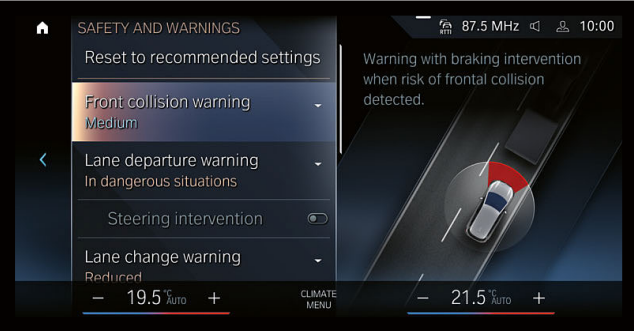 SAFETY AND WARNINGS
RTTI 87.5 MHz 10:00
Reset to recommended settings
Front collision warning
Medium
Lane departure warning
In dangerous situations
Steering intervention
Lane change warning
Reduced
Warning with braking intervention
when risk of frontal collision
detected.
− 19.5 °C AUTO +
CLIMATE
MENU
− 21.5 °C AUTO +